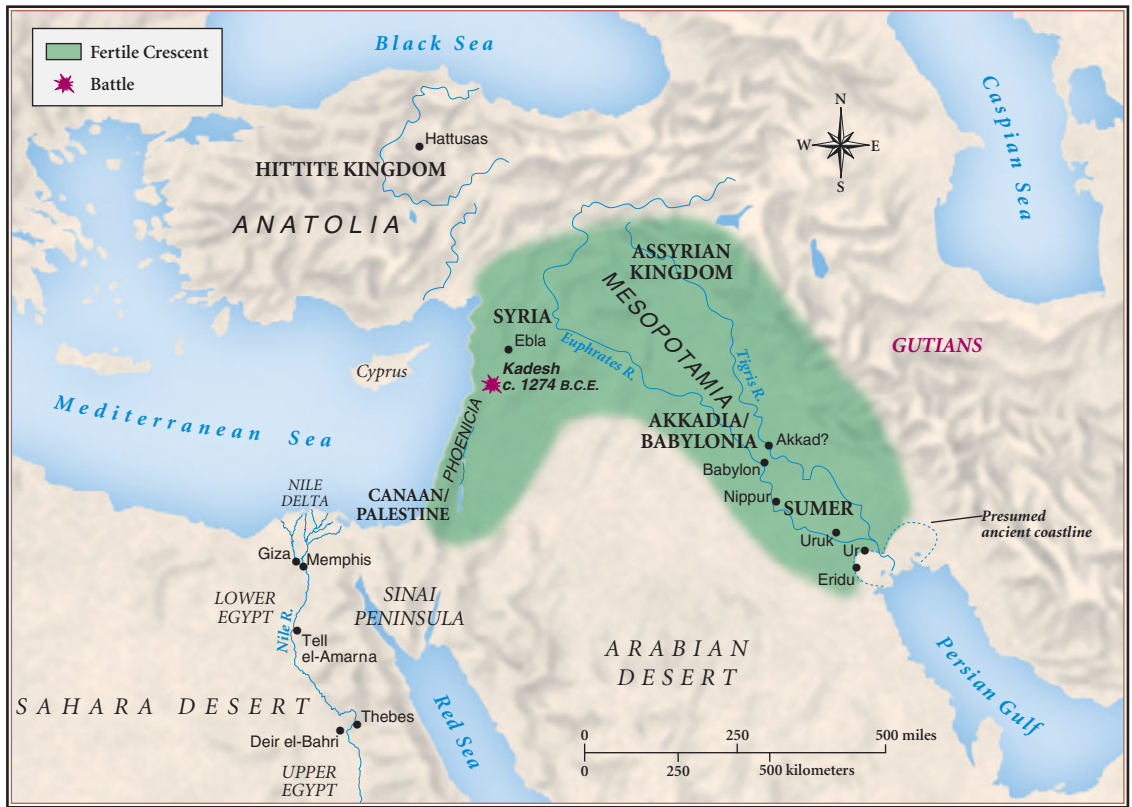 Fertile Crescent
Battle
Black Sea
Caspian Sea
N
W
E
S
Hattusas
HITTITE KINGDOM
ANATOLIA
ASSYRIAN
KINGDOM
MESOPOTAMIA
SYRIA
Ebla
Euphrates R.
Tigris R.
GUTIANS
Cyprus
Kadesh
c. 1274 B.C.E.
Mediterranean Sea
PHOENICIA
AKKADIA/
BABYLONIA
Akkad?
Babylon
Nippur
SUMER
CANAAN/
PALESTINE
NILE
DELTA
Uruk
Ur
Eridu
Presumed
ancient coastline
Giza
Memphis
LOWER
EGYPT
SINAI
PENINSULA
Nile R.
Tell
el-Amarna
ARABIAN
DESERT
Persian Gulf
SAHARA DESERT
Red Sea
Thebes
Deir el-Bahri
UPPER
EGYPT
0 250 500 miles
0 250 500 kilometers